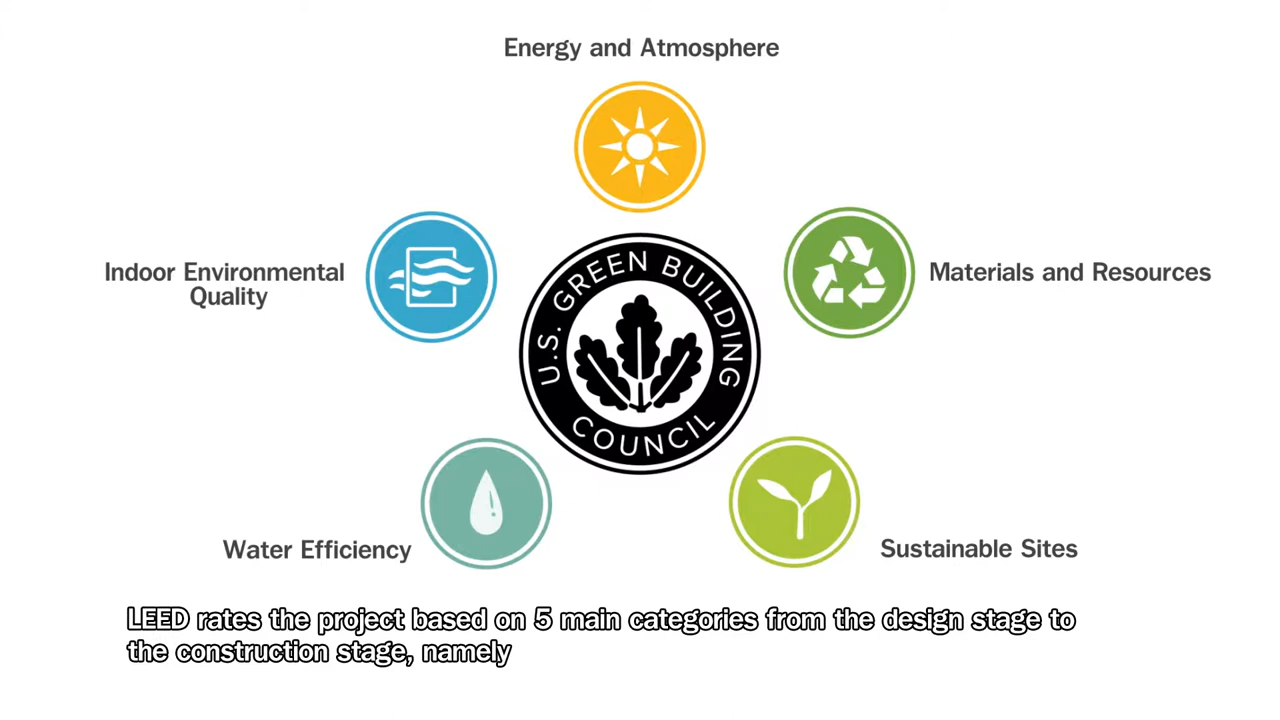 Energy and Atmosphere
Indoor Environmental
Quality
Materials and Resources
U.S. GREEN BUILDING
COUNCIL
Water Efficiency
Sustainable Sites
LEED rates the project based on 5 main categories from the design stage to
the construction stage, namely